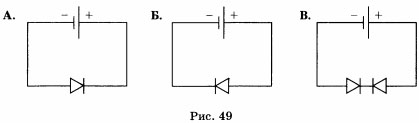 А. − + Б. − + В. − +
Рис. 49